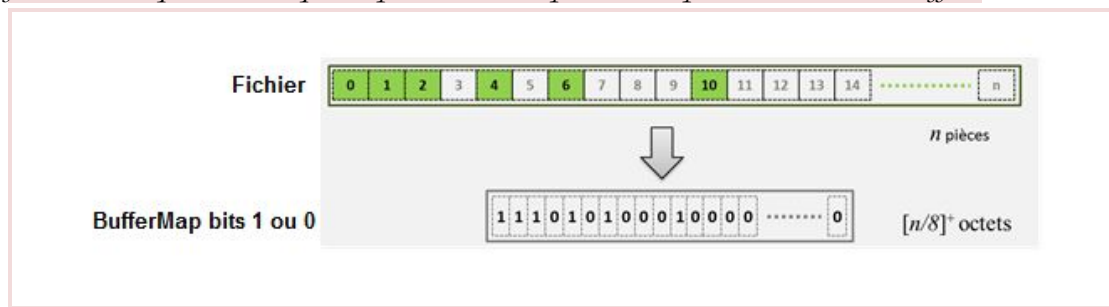 Fichier 0 1 2 3 4 5 6 7 8 9 10 11 12 13 14 ............. n
n pièces
BufferMap bits 1 ou 0 1 1 1 0 1 0 1 0 0 0 1 0 0 0 0 ........ 0 [n/8]⁺ octets